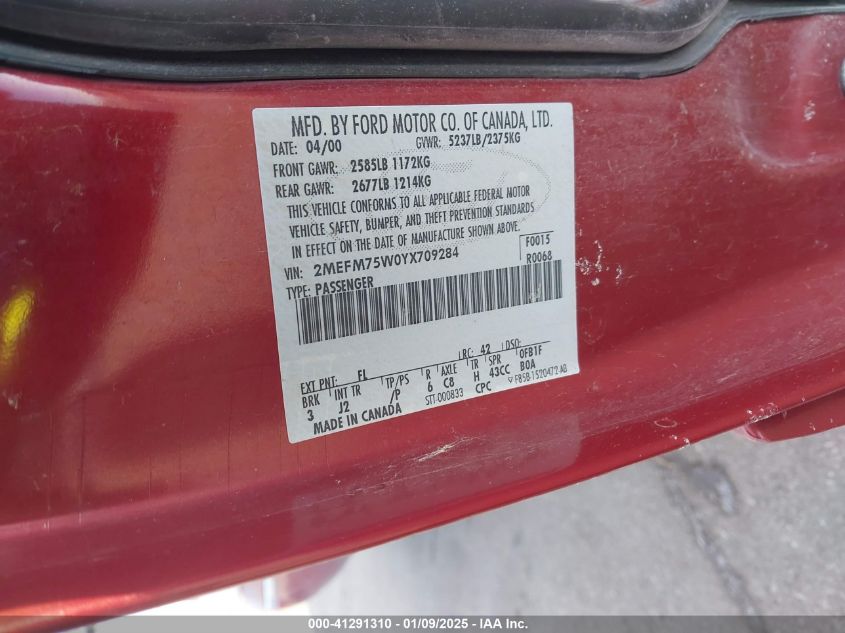 MFD. BY FORD MOTOR CO. OF CANADA, LTD.
DATE: 04/00 GVWR: 5237LB/2375KG
FRONT GAWR: 2585LB 1172KG
REAR GAWR: 2677LB 1214KG
THIS VEHICLE CONFORMS TO ALL APPLICABLE FEDERAL MOTOR
VEHICLE SAFETY, BUMPER, AND THEFT PREVENTION STANDARDS
IN EFFECT ON THE DATE OF MANUFACTURE SHOWN ABOVE.
F0015
VIN: 2MEFM75W0YX709284 R0068
TYPE: PASSENGER
EXT PNT: FL RC: 42 DSO:
BRK INT TR TP/PS R AXLE TR SPR 0FB1F
3 J2 /P 6 C8 H 43CC B0A
MADE IN CANADA STT-000833 CPC F85B-1520472-AB
000-41291310 | 01/09/2025 | IAA Inc.